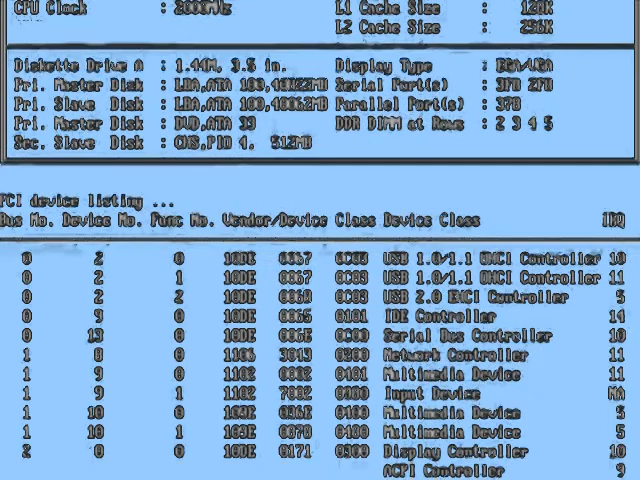 CPU Clock : L1 Cache Size : 128K
L2 Cache Size : 256K
Diskette Drive A : 1.44M, 3.5 in. Display Type : EGA/VGA
Pri. Master Disk : LBA,ATA 100, Serial Port(s) : 3F8 2F8
Pri. Slave Disk : LBA,ATA 100, Parallel Port(s) : 378
Pri. Master Disk : DVD,ATA 33 DDR DIMM at Rows : 2 3 4 5
Sec. Slave Disk : CHS,PIO 4, 512MB
PCI device listing ...
Bus No. Device No. Func No. Vendor/Device Class Device Class IRQ
0 2 0 10DE 0067 0C03 USB 1.0/1.1 OHCI Controller 10
0 2 1 10DE 0067 0C03 USB 1.0/1.1 OHCI Controller 11
0 2 2 10DE 0068 0C03 USB 2.0 EHCI Controller 5
0 9 0 10DE 0065 0101 IDE Controller 14
0 13 0 10DE 006E 0C00 Serial Bus Controller 10
1 8 0 1106 3043 0200 Network Controller 11
1 9 0 1102 0002 0401 Multimedia Device 11
1 9 1 1102 7002 0980 Input Device NA
1 10 0 109E 036E 0400 Multimedia Device 5
1 10 1 109E 0878 0480 Multimedia Device 5
2 0 0 10DE 0171 0300 Display Controller 10
ACPI Controller 9